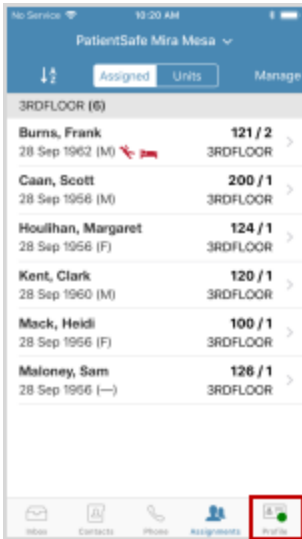 No Service 10:20 AM
PatientSafe Mira Mesa
Assigned Units Manage
3RDFLOOR (6)
Burns, Frank 121 / 2
28 Sep 1962 (M) 3RDFLOOR
Caan, Scott 200 / 1
28 Sep 1956 (M) 3RDFLOOR
Houlihan, Margaret 124 / 1
28 Sep 1956 (F) 3RDFLOOR
Kent, Clark 120 / 1
28 Sep 1960 (M) 3RDFLOOR
Mack, Heidi 100 / 1
28 Sep 1956 (F) 3RDFLOOR
Maloney, Sam 126 / 1
28 Sep 1956 (—) 3RDFLOOR
Inbox Contacts Phone Assignments Profile